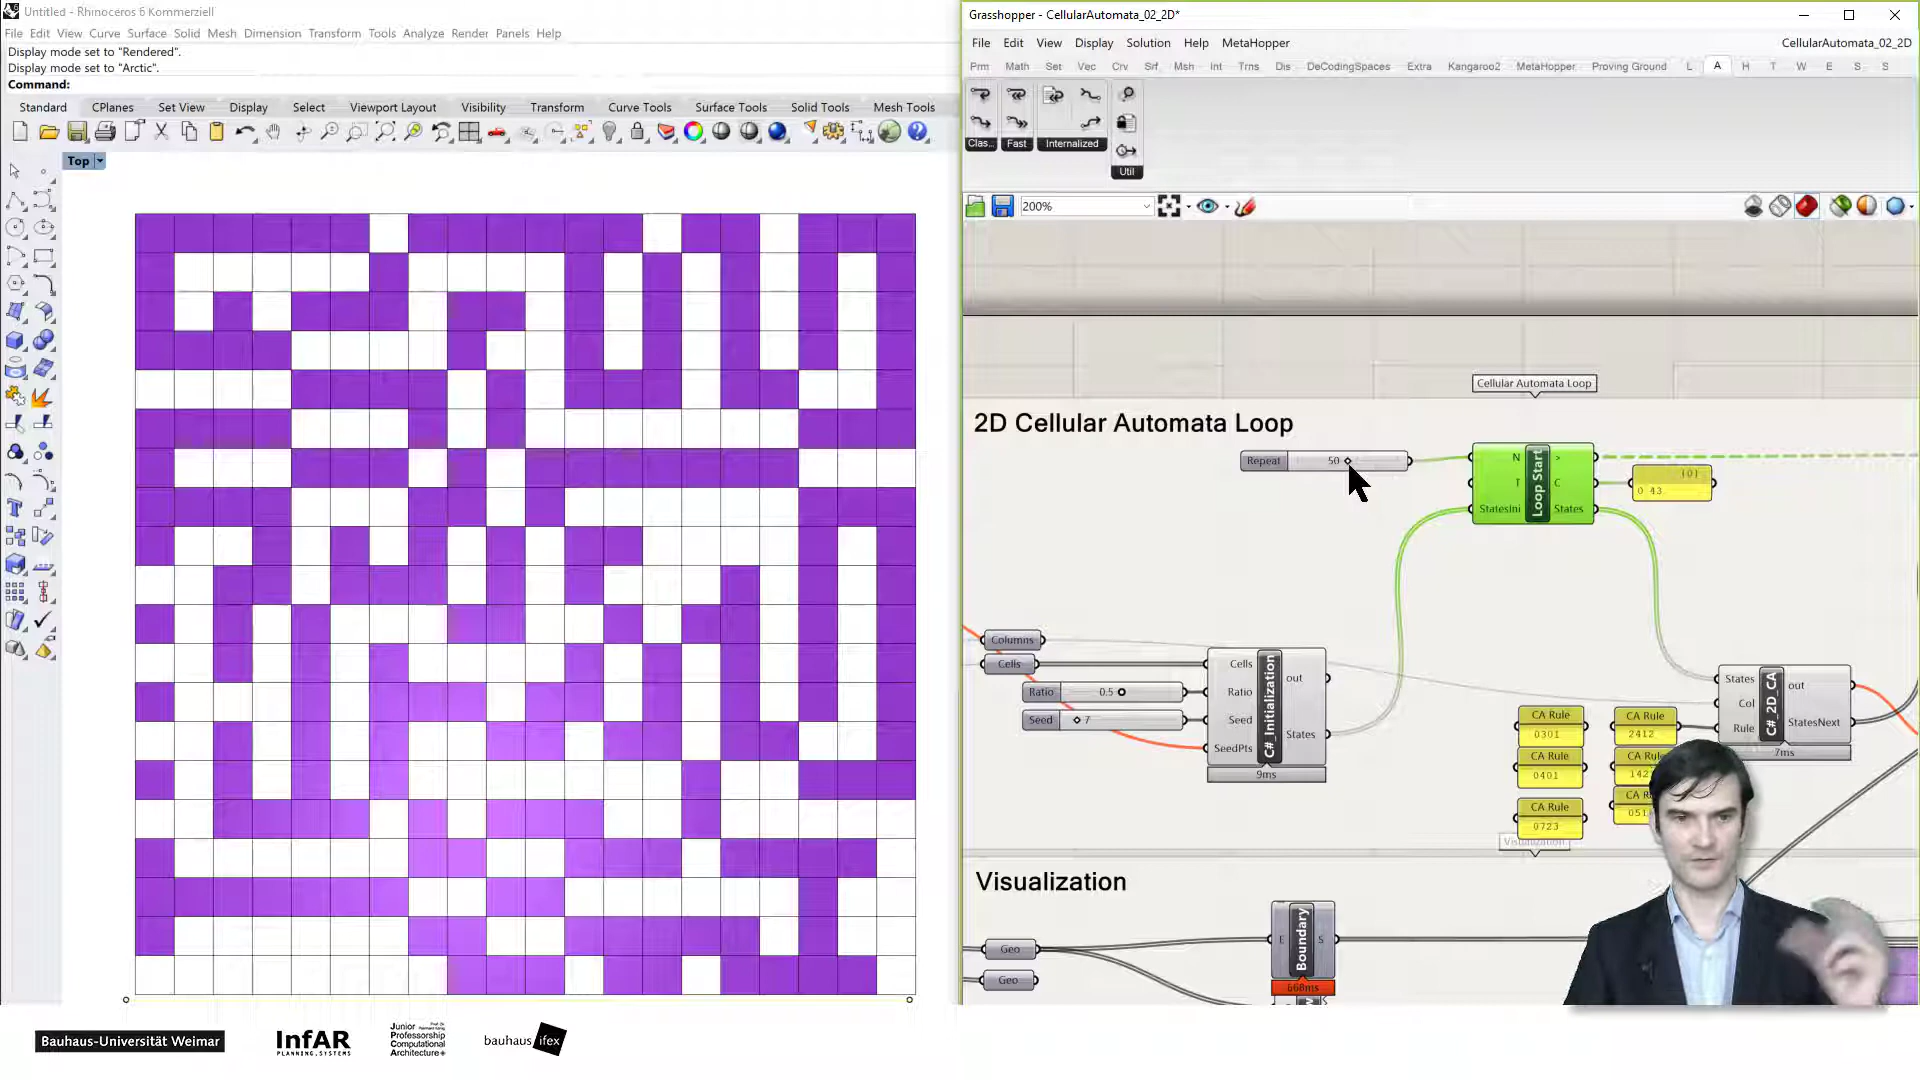 Untitled - Rhinoceros 6 Kommerziell
File Edit View Curve Surface Solid Mesh Dimension Transform Tools Analyze Render Panels Help
Display mode set to "Rendered".
Display mode set to "Arctic".
Command:
Standard CPlanes Set View Display Select Viewport Layout Visibility Transform Curve Tools Surface Tools Solid Tools Mesh Tools
Top
Grasshopper - CellularAutomata_02_2D*
File Edit View Display Solution Help MetaHopper
CellularAutomata_02_2D
Prm Math Set Vec Crv Srf Msh Int Trns Dis DeCodingSpaces Extra Kangaroo2 MetaHopper Proving Ground L A H T W E S S
Clas... Fast Internalized
Util
200%
Cellular Automata Loop
2D Cellular Automata Loop
Repeat 50
N >
T C
StatesIni States
Loop Start
{0}
0 43
Columns
Cells
Ratio 0.5
Seed 7
Cells
Ratio
Seed
SeedPts
C#_Initialization
out
States
9ms
States
Col
Rule
C#_2D_CA
out
StatesNext
7ms
CA Rule
0301
CA Rule
2412
CA Rule
0401
CA Rule
0723
Visualization
Visualization
Geo
Geo
E Boundary S
668ms
Bauhaus-Universität Weimar
InfAR
PLANNING.SYSTEMS
Junior
Professorship
Computational
Architecture+
bauhaus ifex